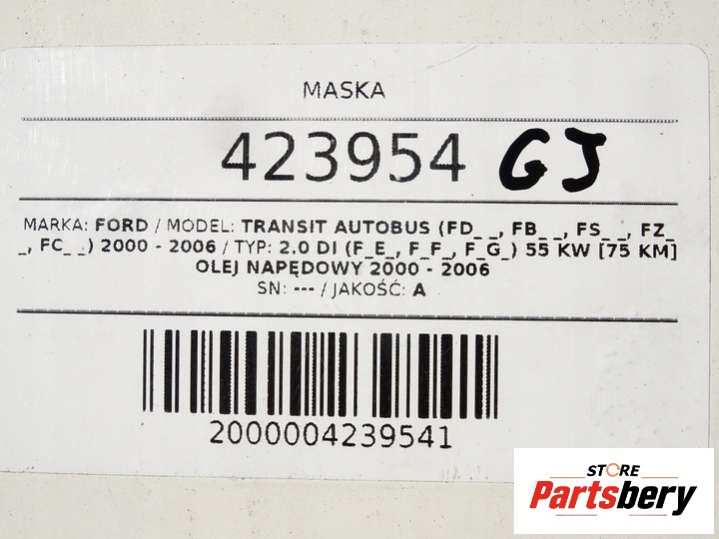 MASKA
423954 GJ
MARKA: FORD / MODEL: TRANSIT AUTOBUS (FD_ _, FB_ _, FS_ _, FZ_
_, FC_ _) 2000 - 2006 / TYP: 2.0 DI (F_E_, F_F_, F_G_) 55 KW [75 KM]
OLEJ NAPĘDOWY 2000 - 2006
SN: --- / JAKOŚĆ: A
2000004239541
STORE
Partsbery